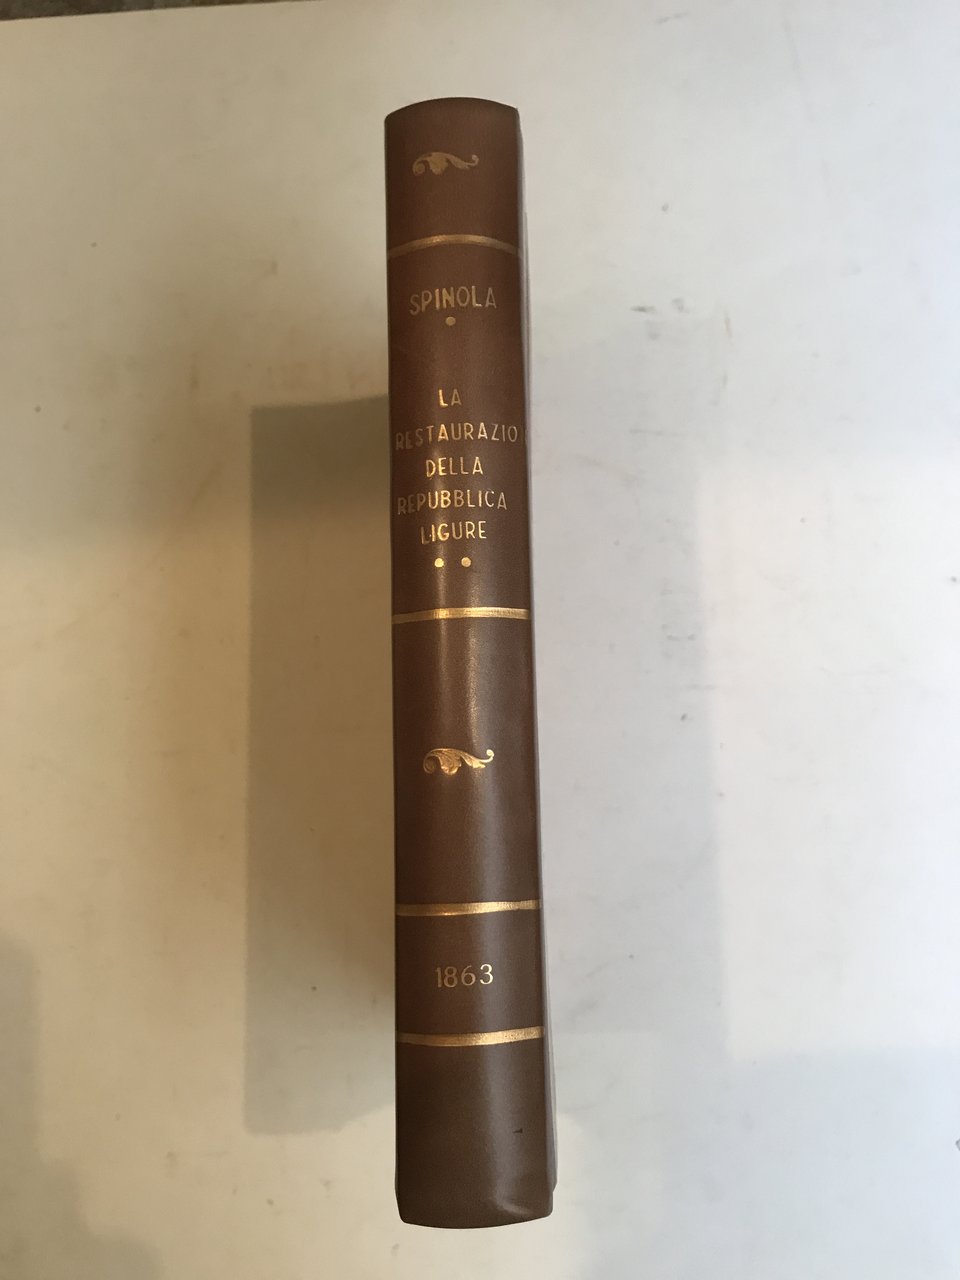 SPINOLA
LA
RESTAURAZIO
DELLA
REPUBBLICA
LIGURE
1863